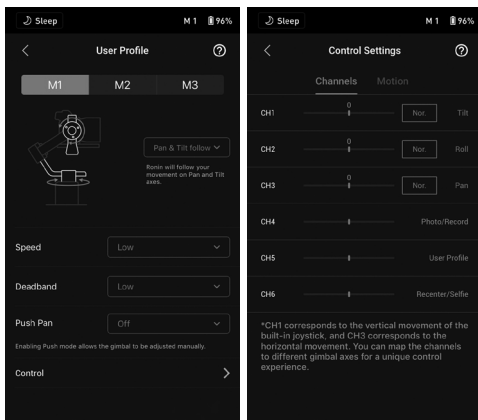 Sleep
M 1
96%
User Profile
M1
M2
M3
Pan & Tilt follow
Ronin will follow your
movement on Pan and Tilt
axes.
Speed
Low
Deadband
Low
Push Pan
Off
Enabling Push mode allows the gimbal to be adjusted manually.
Control
Sleep
M 1
96%
Control Settings
Channels
Motion
CH1
0
Nor.
Tilt
CH2
0
Nor.
Roll
CH3
0
Nor.
Pan
CH4
Photo/Record
CH5
User Profile
CH6
Recenter/Selfie
*CH1 corresponds to the vertical movement of the
built-in joystick, and CH3 corresponds to the
horizontal movement. You can map the channels
to different gimbal axes for a unique control
experience.